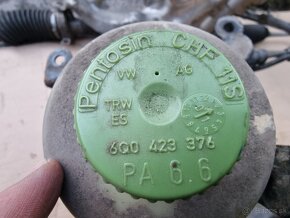 Pentosin CHF 11S
VW AG
TRW
ES
6Q0 423 376
PA 6.6